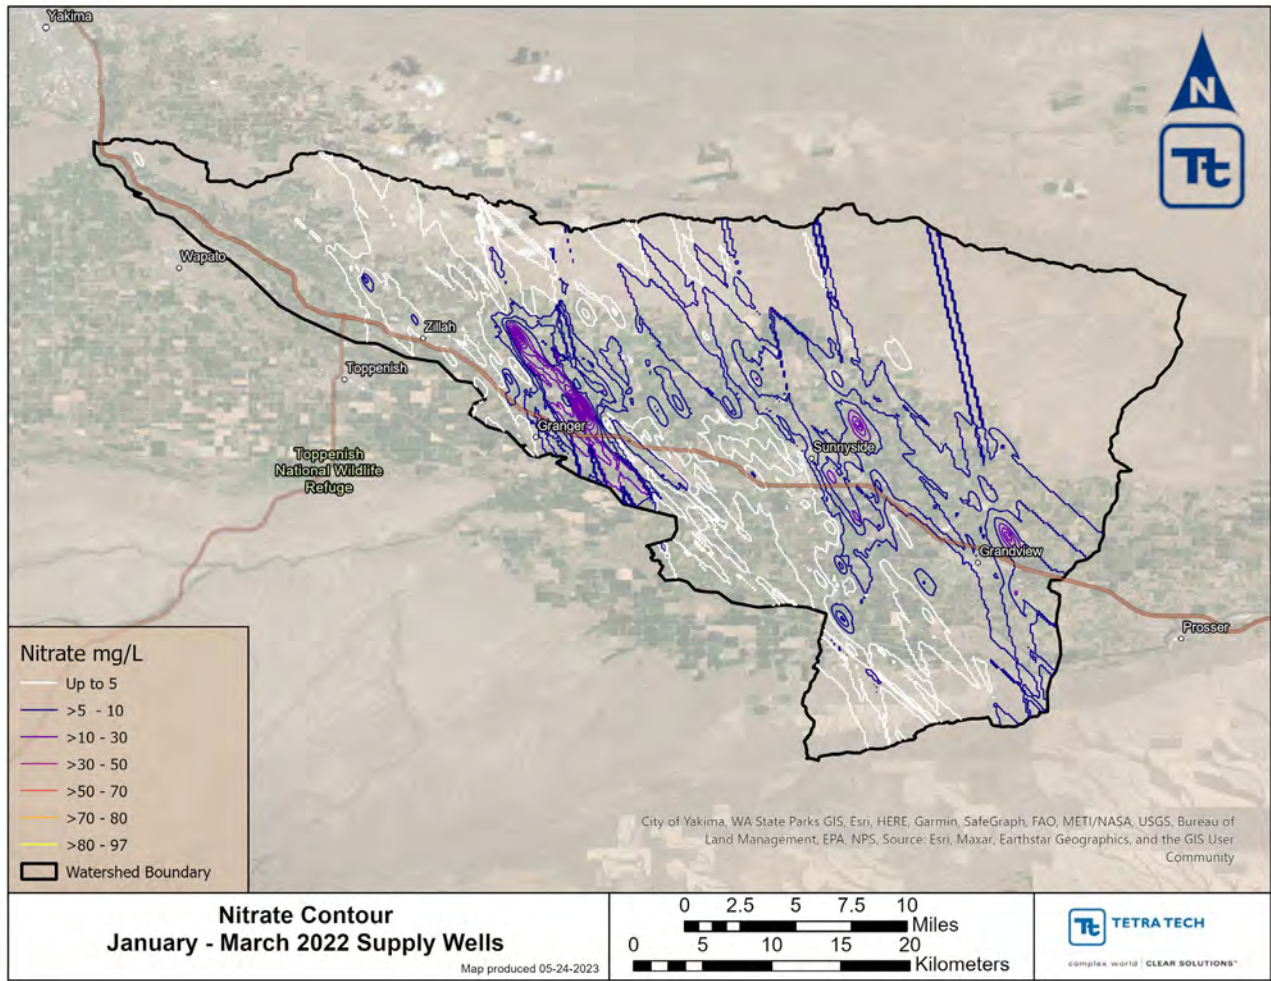 Yakima
N
Tt
Wapato
Zillah
Toppenish
Granger
Sunnyside
Toppenish
National Wildlife
Refuge
Grandview
Prosser
Nitrate mg/L
Up to 5
>5 - 10
>10 - 30
>30 - 50
>50 - 70
>70 - 80
>80 - 97
Watershed Boundary
City of Yakima, WA State Parks GIS, Esri, HERE, Garmin, SafeGraph, FAO, METI/NASA, USGS, Bureau of
Land Management, EPA, NPS, Source: Esri, Maxar, Earthstar Geographics, and the GIS User
Community
Nitrate Contour
January - March 2022 Supply Wells
Map produced 05-24-2023
0 2.5 5 7.5 10
Miles
0 5 10 15 20
Kilometers
Tt TETRA TECH
complex world | CLEAR SOLUTIONS™